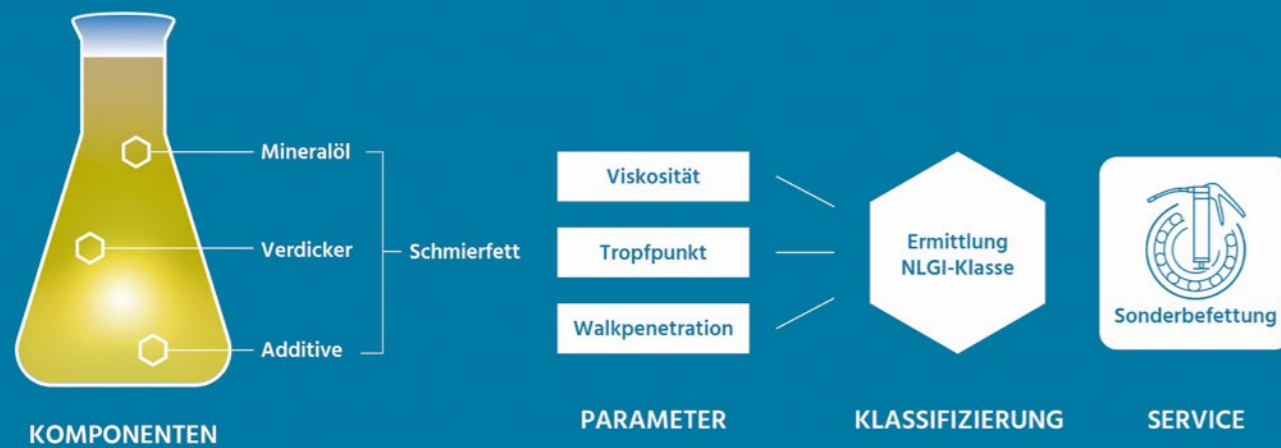 Mineralöl
Verdicker
Additive
Schmierfett
KOMPONENTEN
Viskosität
Tropfpunkt
Walkpenetration
PARAMETER
Ermittlung
NLGI-Klasse
KLASSIFIZIERUNG
Sonderbefettung
SERVICE